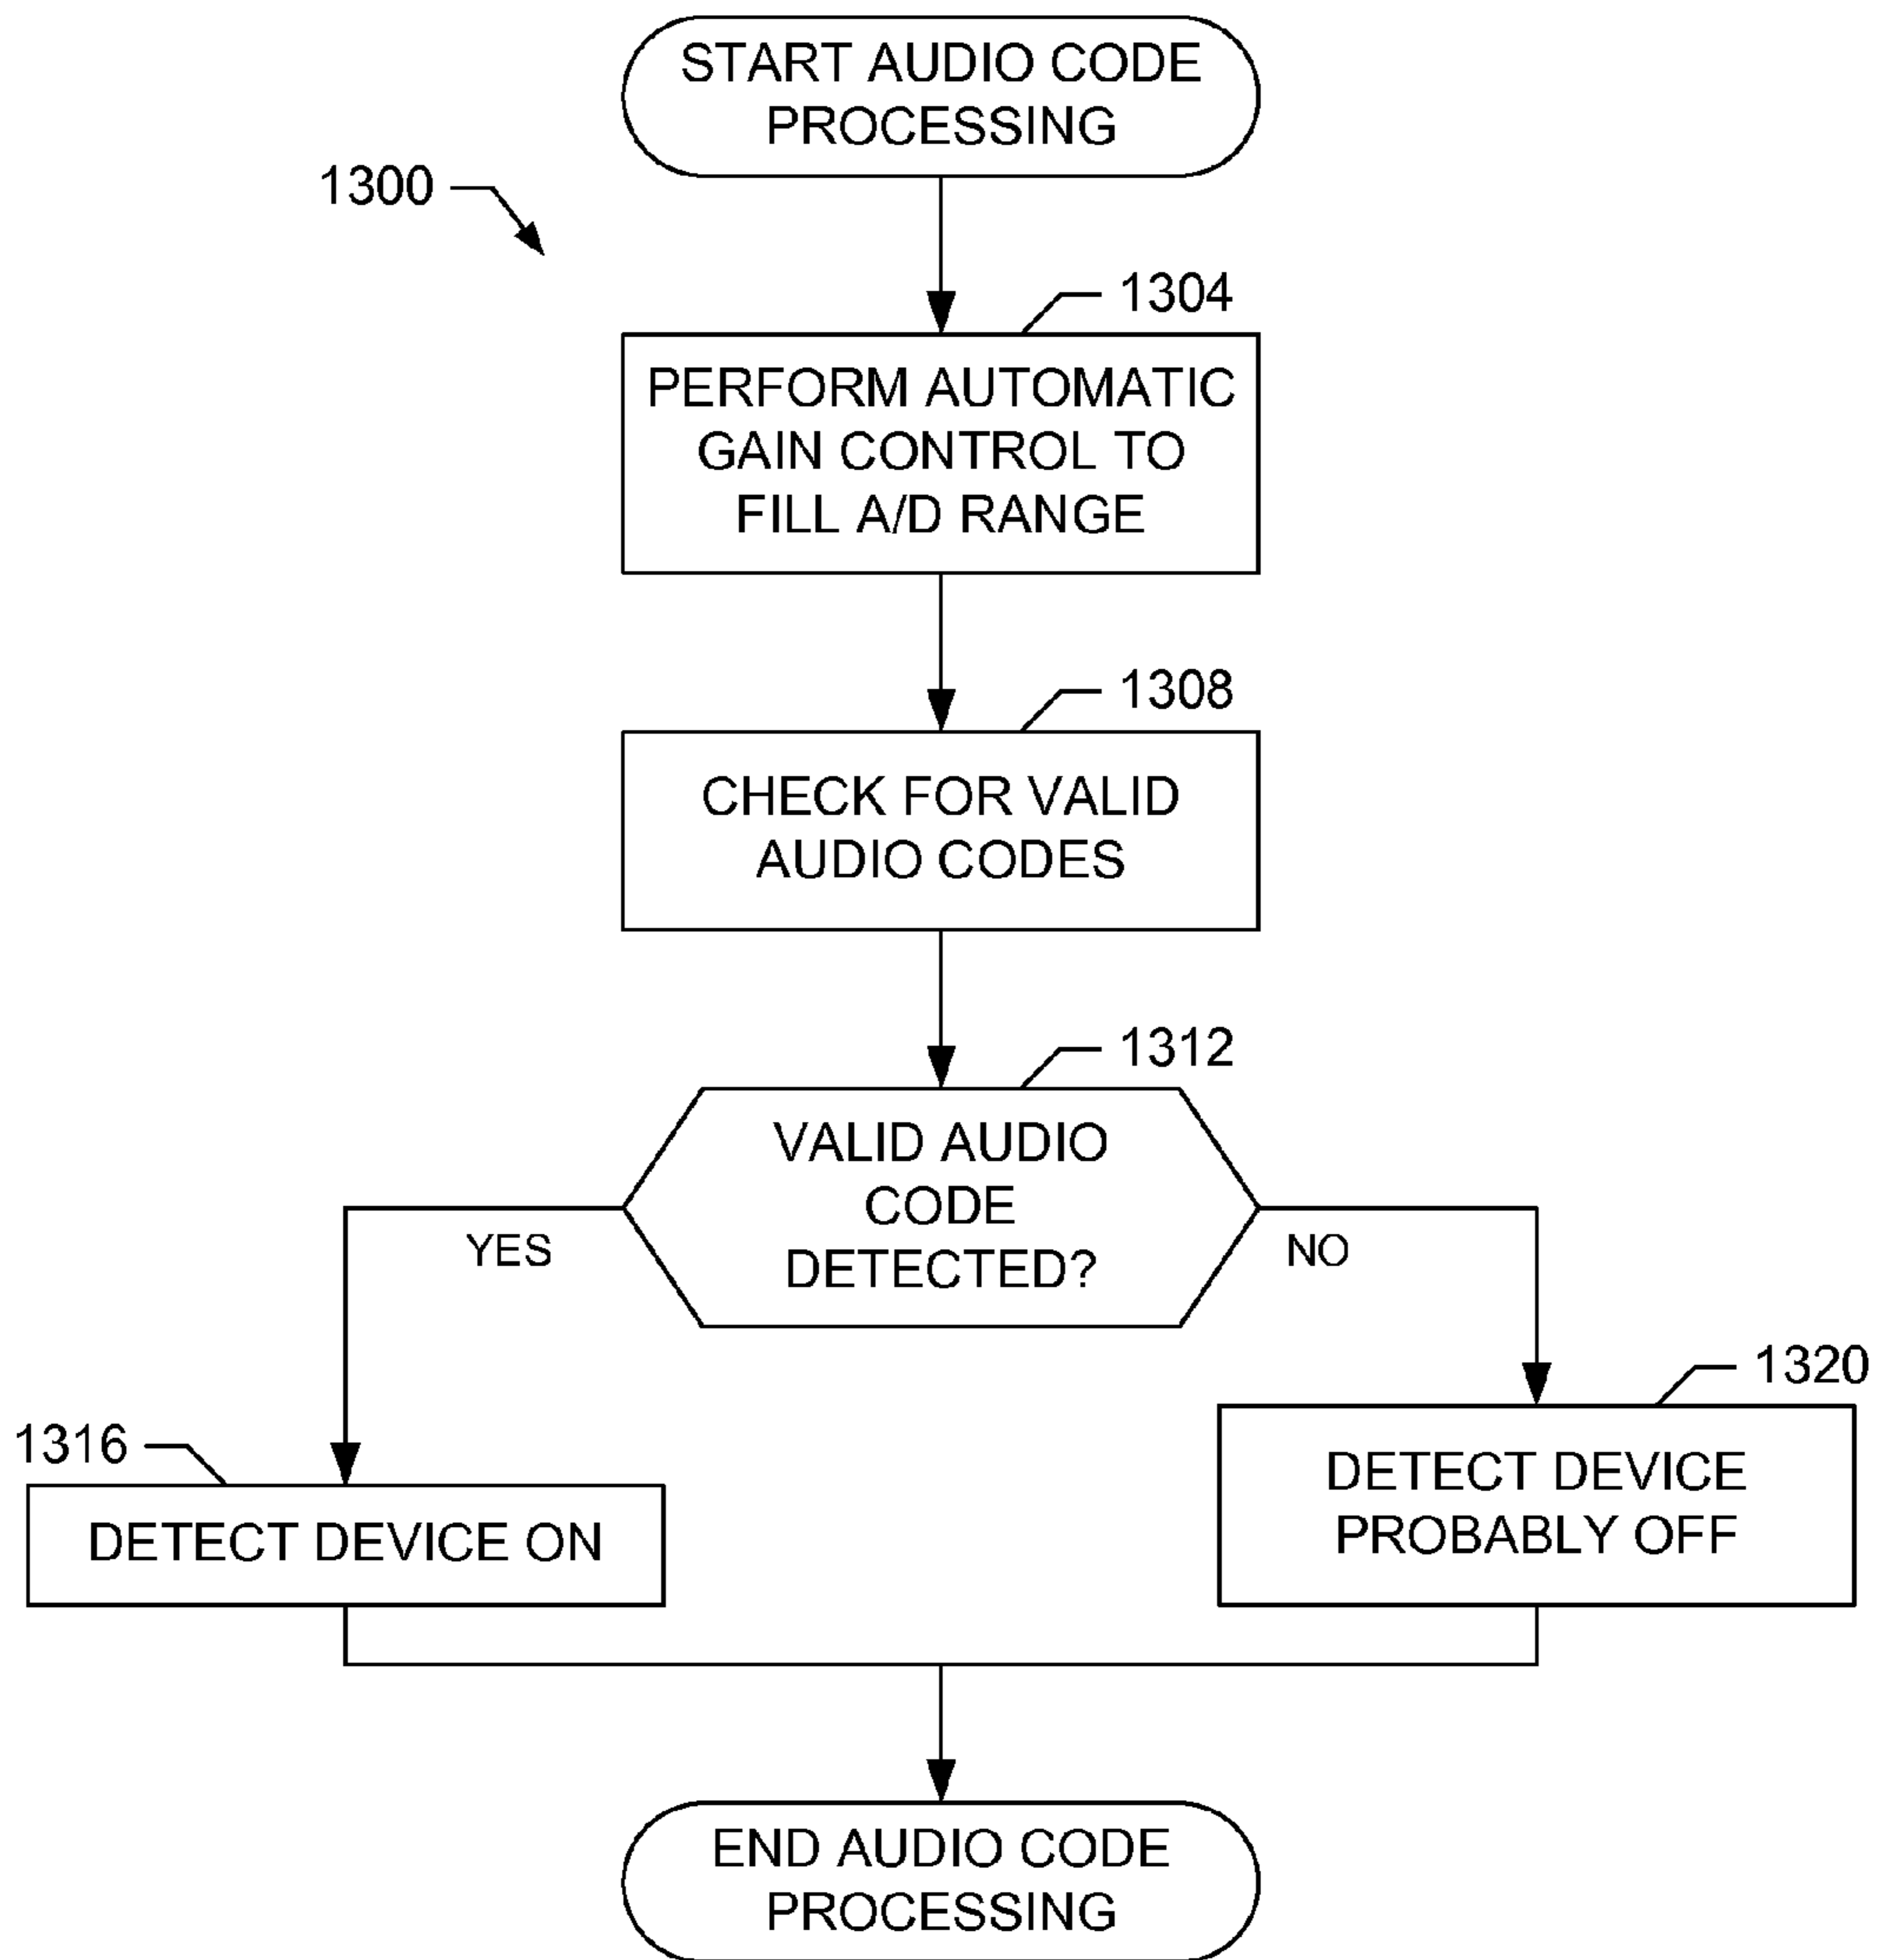 START AUDIO CODE
PROCESSING
1300
1304
PERFORM AUTOMATIC
GAIN CONTROL TO
FILL A/D RANGE
1308
CHECK FOR VALID
AUDIO CODES
1312
VALID AUDIO
CODE
DETECTED?
YES
NO
1316
DETECT DEVICE ON
1320
DETECT DEVICE
PROBABLY OFF
END AUDIO CODE
PROCESSING